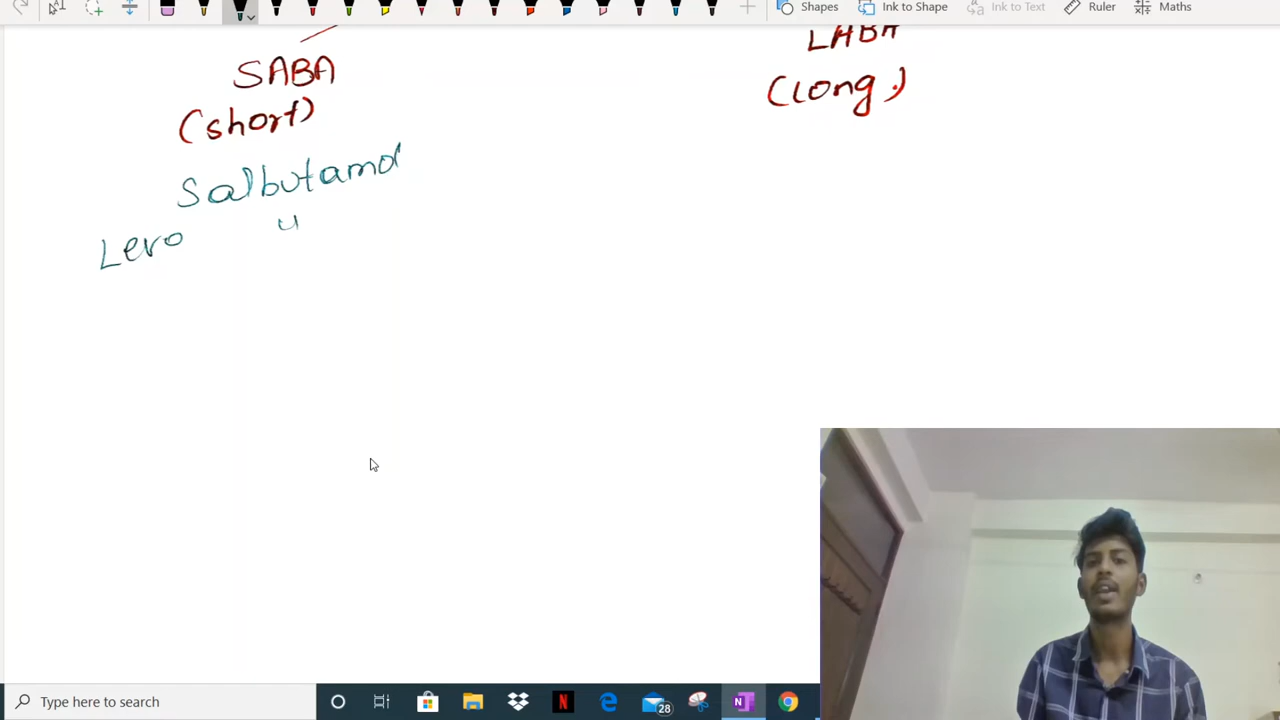 Shapes Ink to Shape Ink to Text Ruler Maths
SABA LABA
(short) (long)
Salbutamol
Levo "
Type here to search
28
N